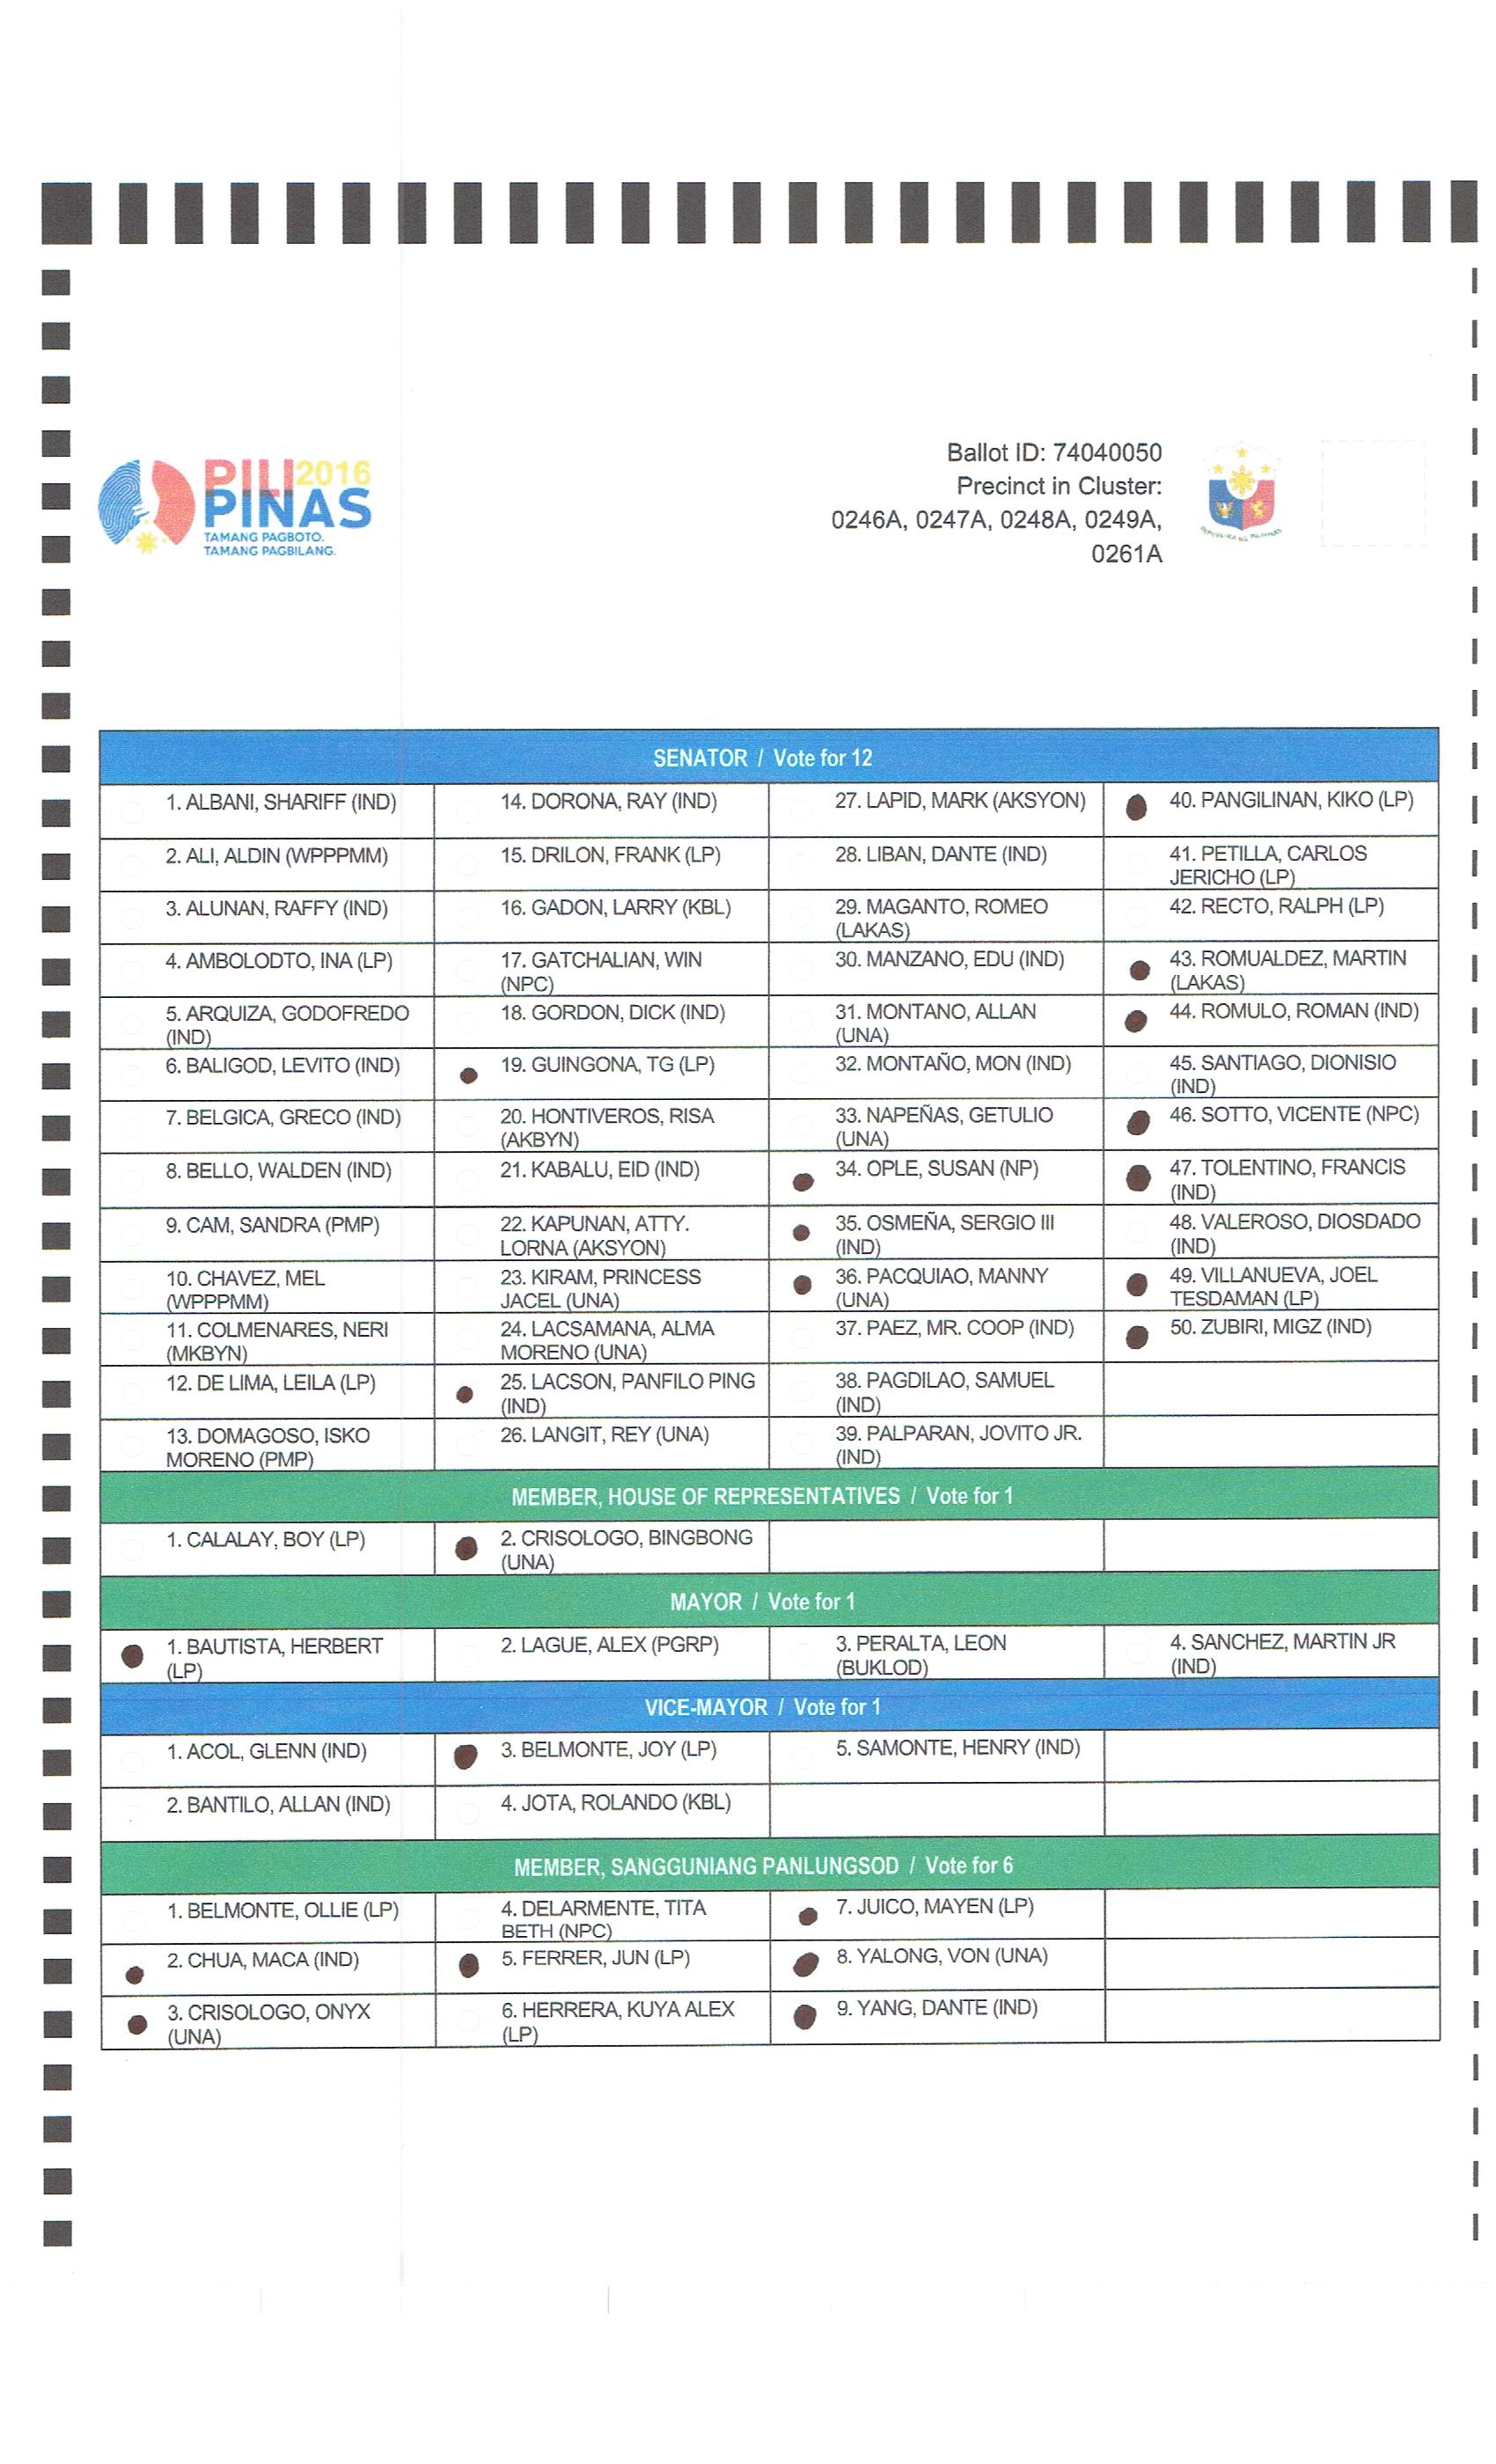 PILI 2016
PINAS
TAMANG PAGBOTO.
TAMANG PAGBILANG.
Ballot ID: 74040050
Precinct in Cluster:
0246A, 0247A, 0248A, 0249A,
0261A
REPUBLIKA NG PILIPINAS
SENATOR / Vote for 12
1. ALBANI, SHARIFF (IND)
14. DORONA, RAY (IND)
27. LAPID, MARK (AKSYON)
40. PANGILINAN, KIKO (LP)
2. ALI, ALDIN (WPPPMM)
15. DRILON, FRANK (LP)
28. LIBAN, DANTE (IND)
41. PETILLA, CARLOS
JERICHO (LP)
3. ALUNAN, RAFFY (IND)
16. GADON, LARRY (KBL)
29. MAGANTO, ROMEO
(LAKAS)
42. RECTO, RALPH (LP)
4. AMBOLODTO, INA (LP)
17. GATCHALIAN, WIN
(NPC)
30. MANZANO, EDU (IND)
43. ROMUALDEZ, MARTIN
(LAKAS)
5. ARQUIZA, GODOFREDO
(IND)
18. GORDON, DICK (IND)
31. MONTANO, ALLAN
(UNA)
44. ROMULO, ROMAN (IND)
6. BALIGOD, LEVITO (IND)
19. GUINGONA, TG (LP)
32. MONTAÑO, MON (IND)
45. SANTIAGO, DIONISIO
(IND)
7. BELGICA, GRECO (IND)
20. HONTIVEROS, RISA
(AKBYN)
33. NAPEÑAS, GETULIO
(UNA)
46. SOTTO, VICENTE (NPC)
8. BELLO, WALDEN (IND)
21. KABALU, EID (IND)
34. OPLE, SUSAN (NP)
47. TOLENTINO, FRANCIS
(IND)
9. CAM, SANDRA (PMP)
22. KAPUNAN, ATTY.
LORNA (AKSYON)
35. OSMEÑA, SERGIO III
(IND)
48. VALEROSO, DIOSDADO
(IND)
10. CHAVEZ, MEL
(WPPPMM)
23. KIRAM, PRINCESS
JACEL (UNA)
36. PACQUIAO, MANNY
(UNA)
49. VILLANUEVA, JOEL
TESDAMAN (LP)
11. COLMENARES, NERI
(MKBYN)
24. LACSAMANA, ALMA
MORENO (UNA)
37. PAEZ, MR. COOP (IND)
50. ZUBIRI, MIGZ (IND)
12. DE LIMA, LEILA (LP)
25. LACSON, PANFILO PING
(IND)
38. PAGDILAO, SAMUEL
(IND)
13. DOMAGOSO, ISKO
MORENO (PMP)
26. LANGIT, REY (UNA)
39. PALPARAN, JOVITO JR.
(IND)
MEMBER, HOUSE OF REPRESENTATIVES / Vote for 1
1. CALALAY, BOY (LP)
2. CRISOLOGO, BINGBONG
(UNA)
MAYOR / Vote for 1
1. BAUTISTA, HERBERT
(LP)
2. LAGUE, ALEX (PGRP)
3. PERALTA, LEON
(BUKLOD)
4. SANCHEZ, MARTIN JR
(IND)
VICE-MAYOR / Vote for 1
1. ACOL, GLENN (IND)
3. BELMONTE, JOY (LP)
5. SAMONTE, HENRY (IND)
2. BANTILO, ALLAN (IND)
4. JOTA, ROLANDO (KBL)
MEMBER, SANGGUNIANG PANLUNGSOD / Vote for 6
1. BELMONTE, OLLIE (LP)
4. DELARMENTE, TITA
BETH (NPC)
7. JUICO, MAYEN (LP)
2. CHUA, MACA (IND)
5. FERRER, JUN (LP)
8. YALONG, VON (UNA)
3. CRISOLOGO, ONYX
(UNA)
6. HERRERA, KUYA ALEX
(LP)
9. YANG, DANTE (IND)